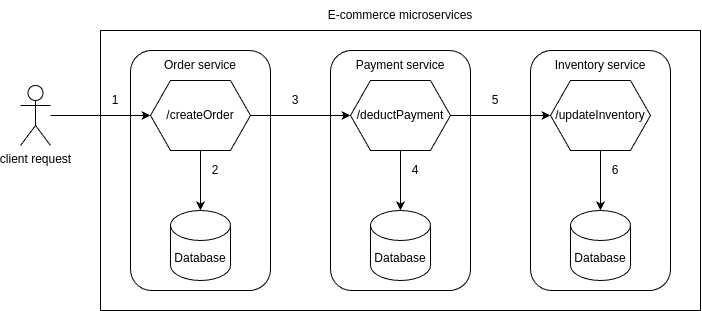 E-commerce microservices
Order service
Payment service
Inventory service
1
/createOrder
3
/deductPayment
5
/updateInventory
client request
2
4
6
Database
Database
Database